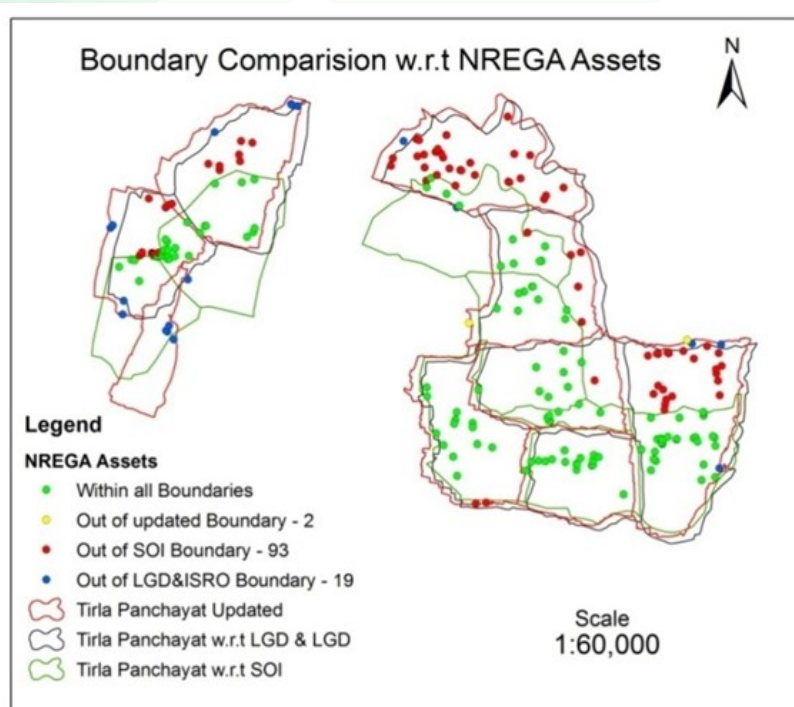 Boundary Comparision w.r.t NREGA Assets
N
Legend
NREGA Assets
Within all Boundaries
Out of updated Boundary - 2
Out of SOI Boundary - 93
Out of LGD&ISRO Boundary - 19
Tirla Panchayat Updated
Tirla Panchayat w.r.t LGD & LGD
Tirla Panchayat w.r.t SOI
Scale
1:60,000